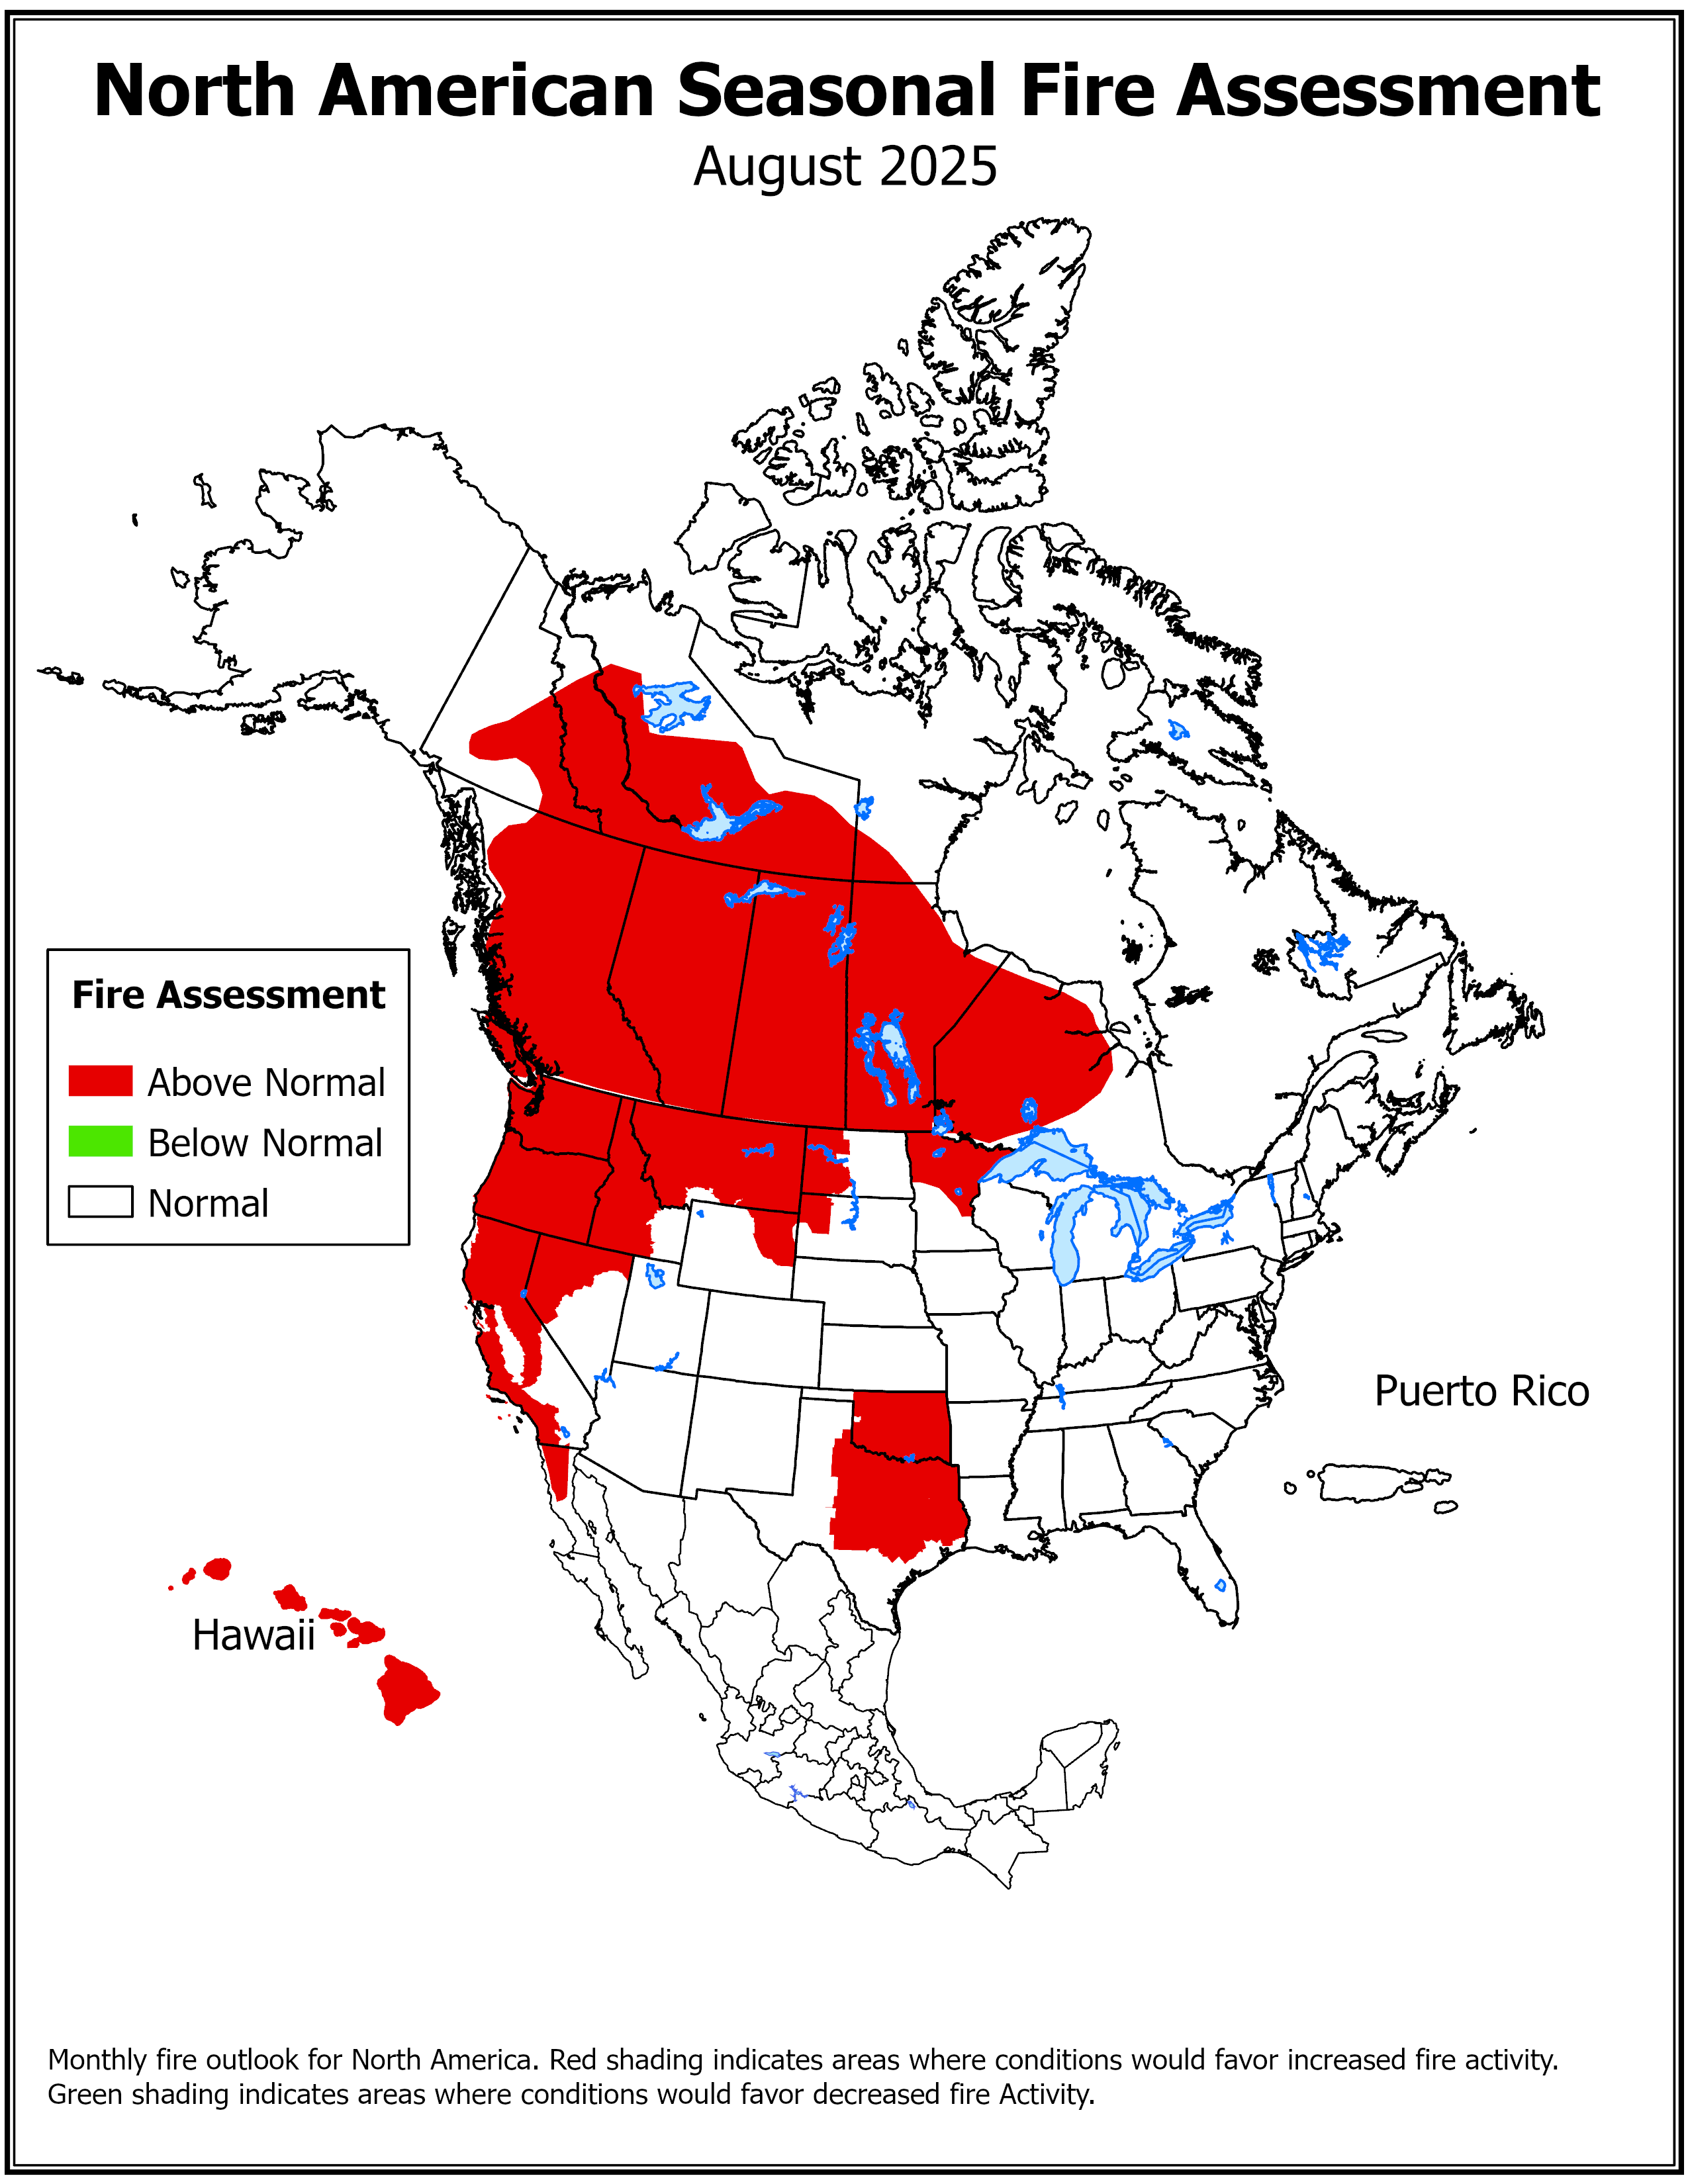 North American Seasonal Fire Assessment
August 2025
Fire Assessment
Above Normal
Below Normal
Normal
Puerto Rico
Hawaii
Monthly fire outlook for North America. Red shading indicates areas where conditions would favor increased fire activity.
Green shading indicates areas where conditions would favor decreased fire Activity.